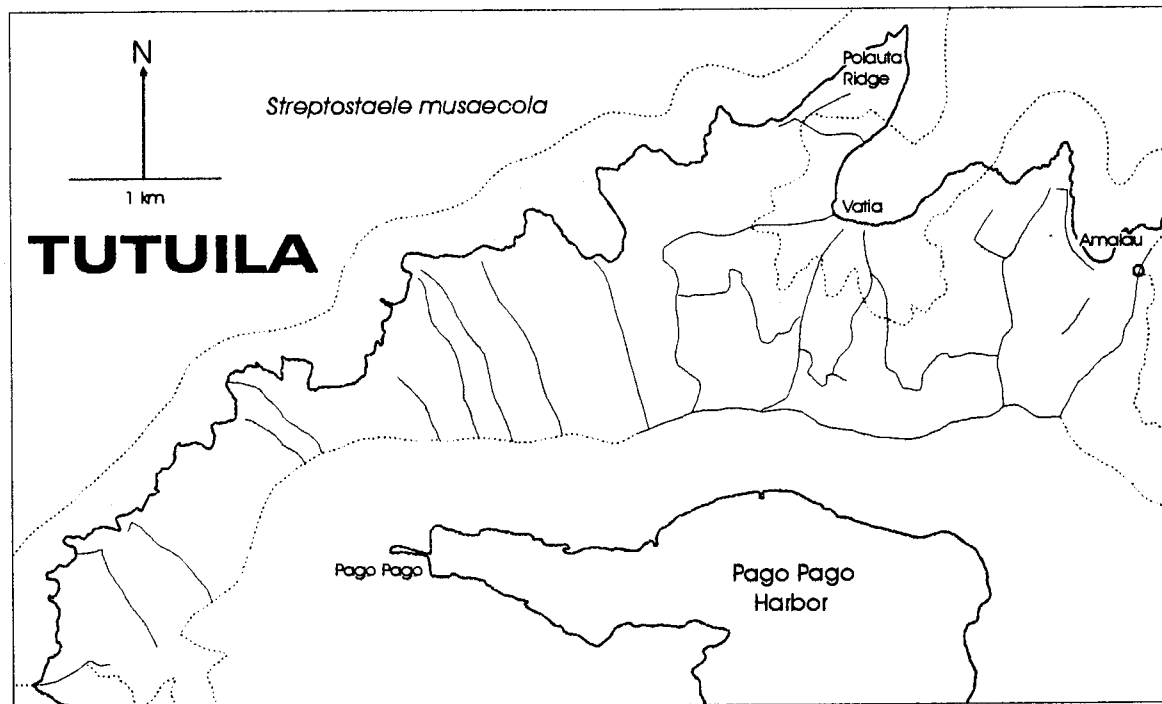 N
Streptostaele musaecola
1 km
TUTUILA
Polauta
Ridge
Vatia
Amalau
Pago Pago
Pago Pago
Harbor